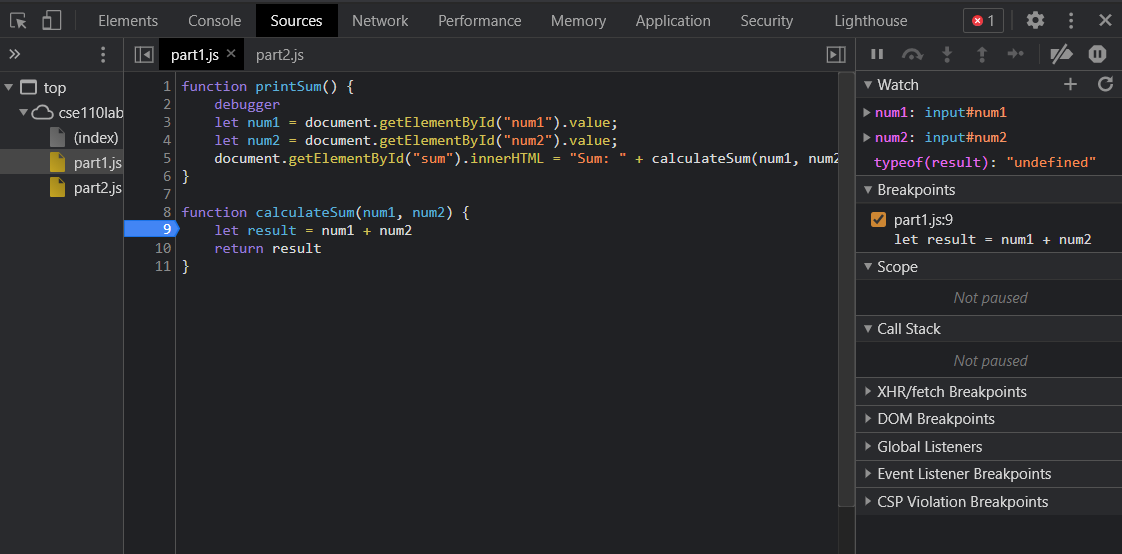 Elements Console Sources Network Performance Memory Application Security Lighthouse 1
part1.js part2.js
top
cse110lab
(index)
part1.js
part2.js
1 function printSum() {
2 debugger
3 let num1 = document.getElementById("num1").value;
4 let num2 = document.getElementById("num2").value;
5 document.getElementById("sum").innerHTML = "Sum: " + calculateSum(num1, num2
6 }
7
8 function calculateSum(num1, num2) {
9 let result = num1 + num2
10 return result
11 }
Watch
num1: input#num1
num2: input#num2
typeof(result): "undefined"
Breakpoints
part1.js:9
let result = num1 + num2
Scope
Not paused
Call Stack
Not paused
XHR/fetch Breakpoints
DOM Breakpoints
Global Listeners
Event Listener Breakpoints
CSP Violation Breakpoints